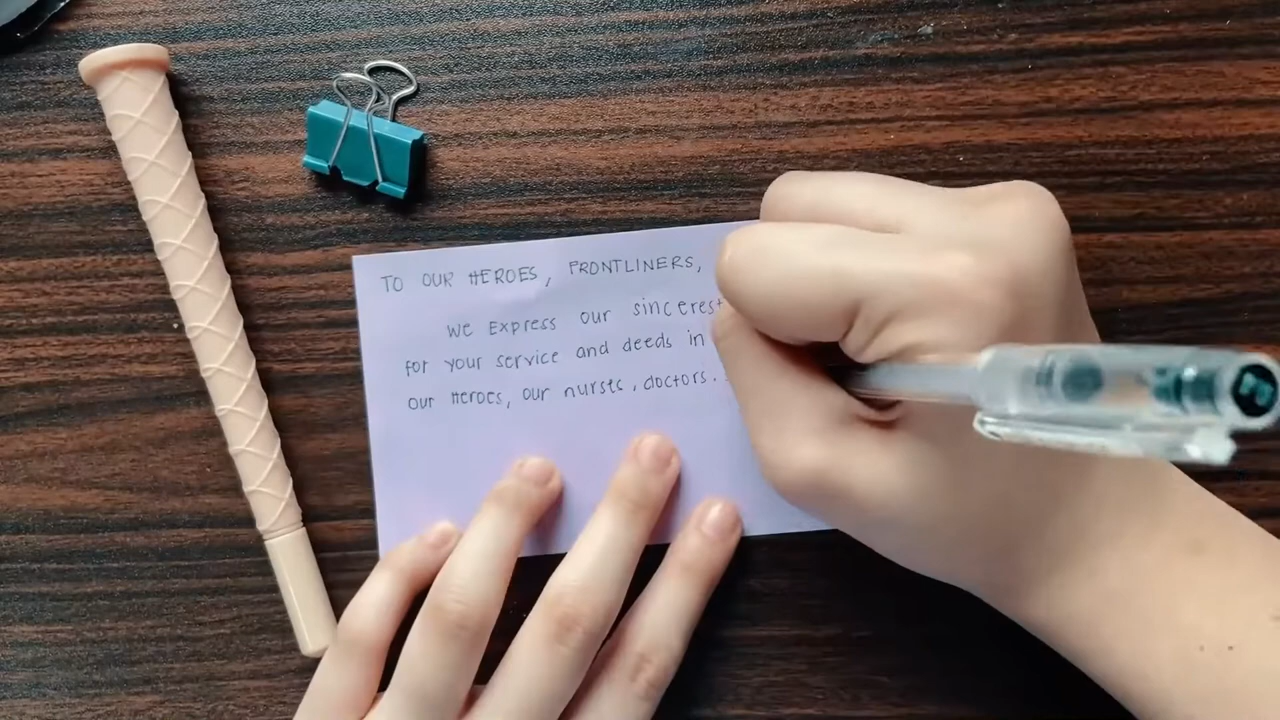 TO OUR HEROES, FRONTLINERS,
we Express our sincerest
for your service and deeds in
our Heroes, our nurses, doctors.